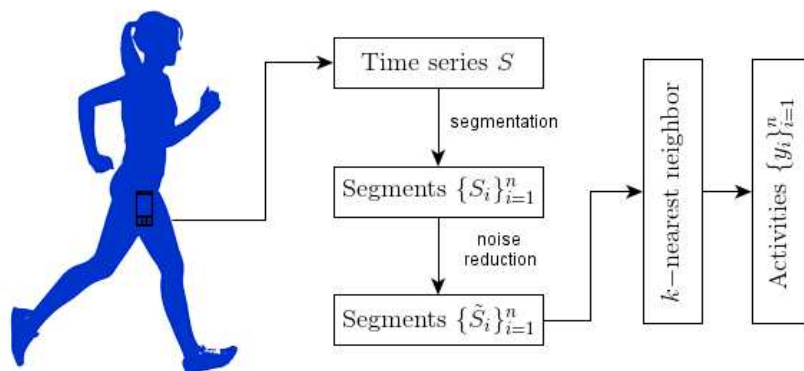 Time series S
segmentation
Segments {S_i}_{i=1}^n
noise
reduction
Segments {S̃_i}_{i=1}^n
k−nearest neighbor
Activities {y_i}_{i=1}^n